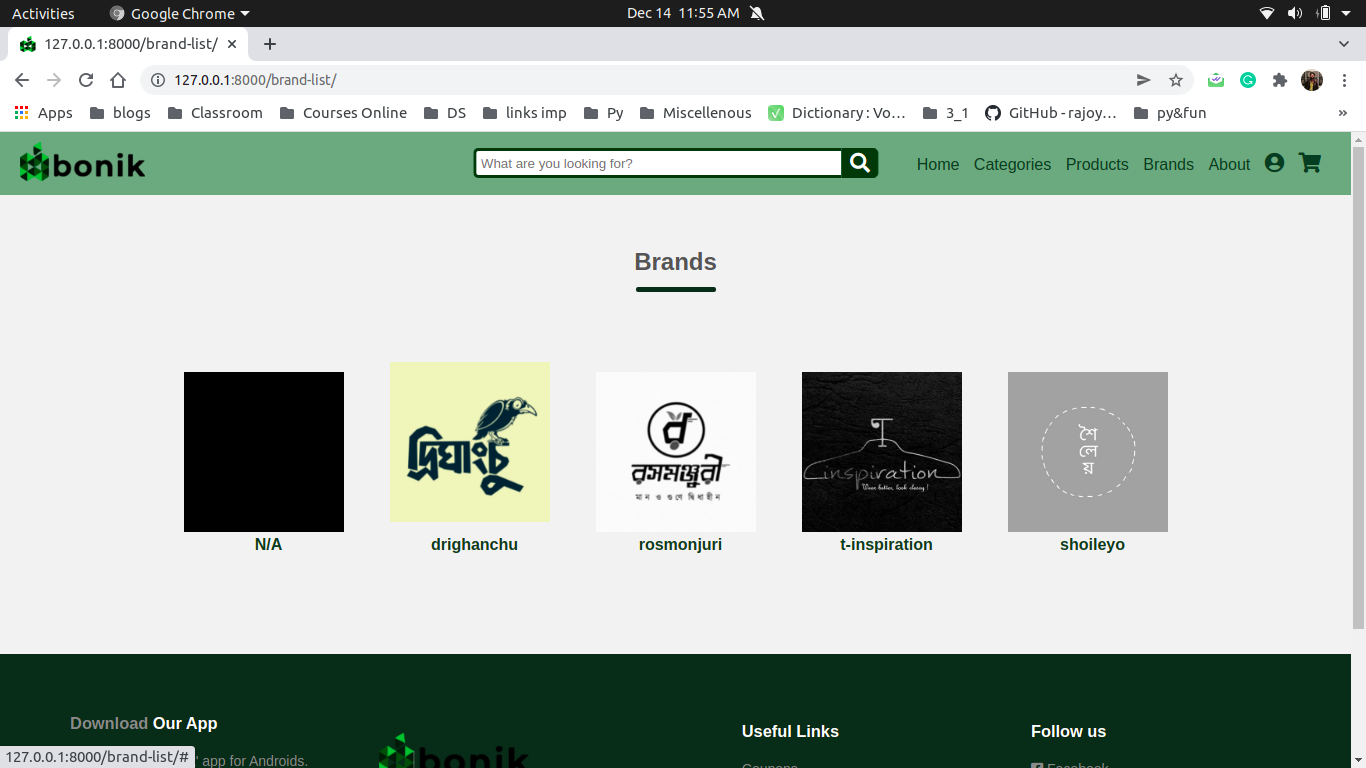 Activities Google Chrome Dec 14 11:55 AM
127.0.0.1:8000/brand-list/
127.0.0.1:8000/brand-list/
Apps blogs Classroom Courses Online DS links imp Py Miscellenous Dictionary : Vo… 3_1 GitHub - rajoy… py&fun »
bonik What are you looking for? Home Categories Products Brands About
Brands
দ্রিঘাংচু
র
রসমঞ্জুরী
মান ও গুণে দ্বিধাহীন
T
inspiration
Wear better, look classy !
শৈ
লে
য়
N/A drighanchu rosmonjuri t-inspiration shoileyo
Download Our App
bonik
Useful Links Follow us
' app for Androids.
Coupons Facebook
127.0.0.1:8000/brand-list/#